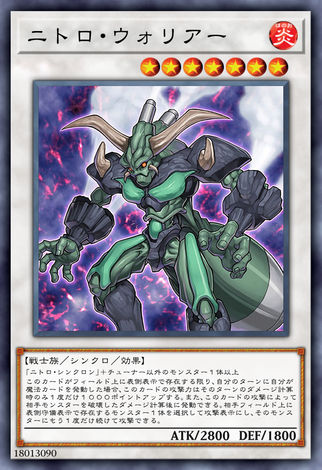 ニトロ・ウォリアー
ほのお
炎
【戦士族／シンクロ／効果】
「ニトロ・シンクロン」＋チューナー以外のモンスター1体以上
このカードがフィールド上に表側表示で存在する限り、自分のターンに自分が
魔法カードを発動した場合、このカードの攻撃力はそのターンのダメージ計算
時のみ1度だけ1000ポイントアップする。また、このカードの攻撃によって
相手モンスターを破壊したダメージ計算後に発動できる。相手フィールド上に
表側守備表示で存在するモンスター1体を選択して攻撃表示にし、そのモンス
ターにもう1度だけ続けて攻撃できる。
ATK/2800 DEF/1800
18013090